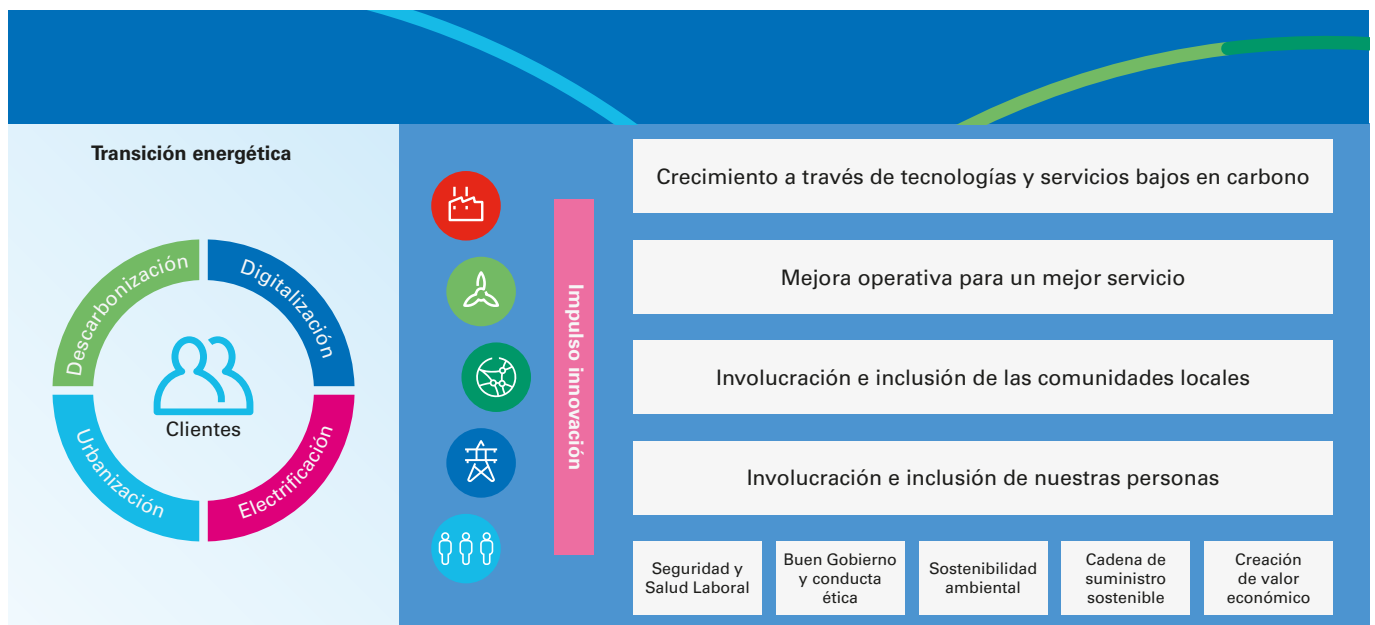 Transición energética
Descarbonización
Digitalización
Urbanización
Electrificación
Clientes
Impulso innovación
Crecimiento a través de tecnologías y servicios bajos en carbono
Mejora operativa para un mejor servicio
Involucración e inclusión de las comunidades locales
Involucración e inclusión de nuestras personas
Seguridad y
Salud Laboral
Buen Gobierno
y conducta
ética
Sostenibilidad
ambiental
Cadena de
suministro
sostenible
Creación
de valor
económico